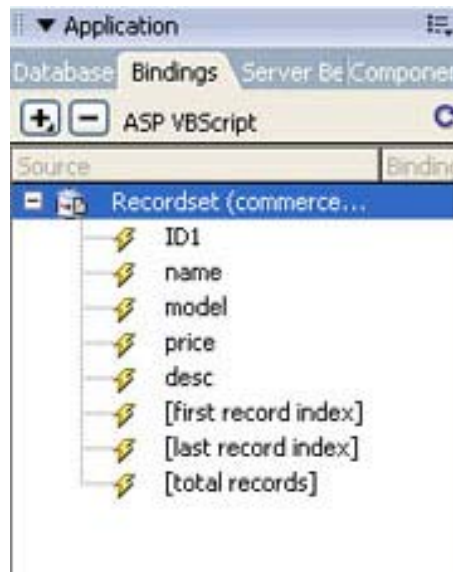 Application
Database Bindings Server Be Componen
ASP VBScript
Source Binding
Recordset (commerce...
ID1
name
model
price
desc
[first record index]
[last record index]
[total records]